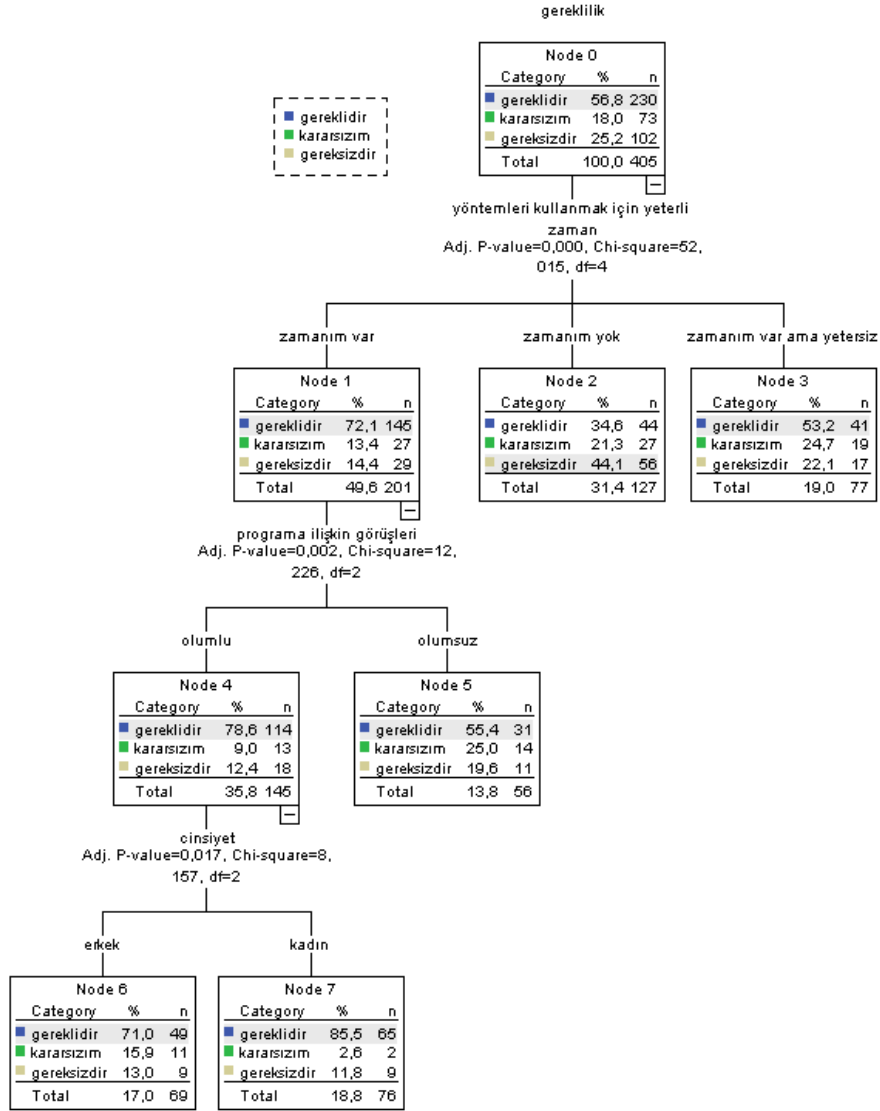 gereklilik
Node 0
Category % n
gereklidir 56,8 230
kararsızım 18,0 73
gereksizdir 25,2 102
Total 100,0 405
gereklidir
kararsızım
gereksizdir
yöntemleri kullanmak için yeterli
zaman
Adj. P-value=0,000, Chi-square=52,
015, df=4
zamanım var
zamanım yok
zamanım var ama yetersiz
Node 1
Category % n
gereklidir 72,1 145
kararsızım 13,4 27
gereksizdir 14,4 29
Total 49,6 201
Node 2
Category % n
gereklidir 34,6 44
kararsızım 21,3 27
gereksizdir 44,1 56
Total 31,4 127
Node 3
Category % n
gereklidir 53,2 41
kararsızım 24,7 19
gereksizdir 22,1 17
Total 19,0 77
programa ilişkin görüşleri
Adj. P-value=0,002, Chi-square=12,
226, df=2
olumlu
olumsuz
Node 4
Category % n
gereklidir 78,6 114
kararsızım 9,0 13
gereksizdir 12,4 18
Total 35,8 145
Node 5
Category % n
gereklidir 55,4 31
kararsızım 25,0 14
gereksizdir 19,6 11
Total 13,8 56
cinsiyet
Adj. P-value=0,017, Chi-square=8,
157, df=2
erkek
kadın
Node 6
Category % n
gereklidir 71,0 49
kararsızım 15,9 11
gereksizdir 13,0 9
Total 17,0 69
Node 7
Category % n
gereklidir 85,5 65
kararsızım 2,6 2
gereksizdir 11,8 9
Total 18,8 76